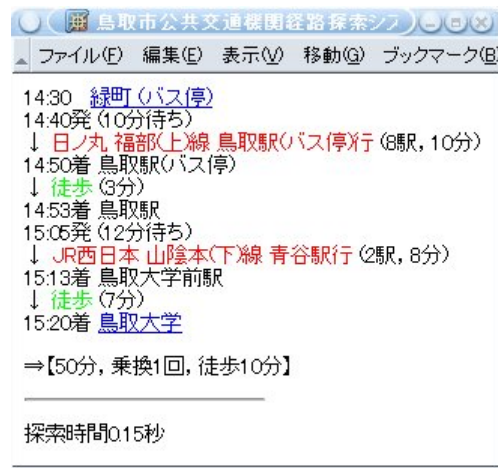 鳥取市公共交通機関経路探索シス
ファイル(F) 編集(E) 表示(V) 移動(G) ブックマーク(B
14:30 緑町 (バス停)
14:40発 (10分待ち)
↓ 日ノ丸 福部(上)線 鳥取駅(バス停)行 (8駅, 10分)
14:50着 鳥取駅(バス停)
↓ 徒歩 (3分)
14:53着 鳥取駅
15:05発 (12分待ち)
↓ JR西日本 山陰本(下)線 青谷駅行 (2駅, 8分)
15:13着 鳥取大学前駅
↓ 徒歩 (7分)
15:20着 鳥取大学
⇒【50分, 乗換1回, 徒歩10分】
探索時間0.15秒